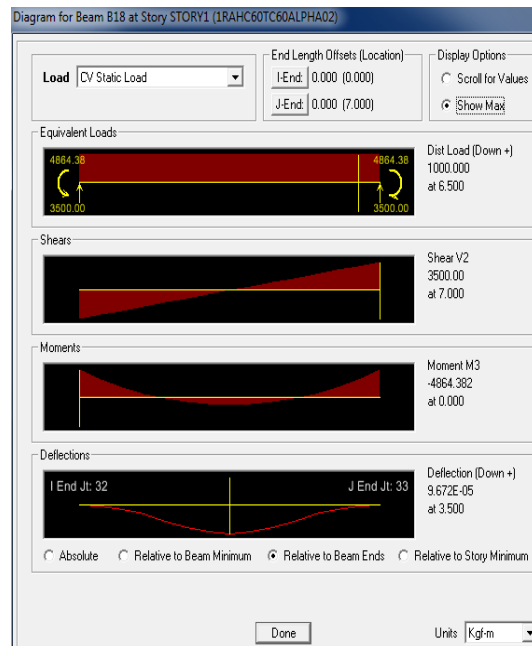 Diagram for Beam B18 at Story STORY1 (1RAHC60TC60ALPHA02)
Load CV Static Load
End Length Offsets (Location)
I-End: 0.000 (0.000)
J-End: 0.000 (7.000)
Display Options
Scroll for Values
Show Max
Equivalent Loads
4864.38 4864.38
3500.00 3500.00
Dist Load (Down +)
1000.000
at 6.500
Shears
Shear V2
3500.00
at 7.000
Moments
Moment M3
-4864.382
at 0.000
Deflections
I End Jt: 32 J End Jt: 33
Deflection (Down +)
9.672E-05
at 3.500
Absolute Relative to Beam Minimum Relative to Beam Ends Relative to Story Minimum
Done Units Kgf-m